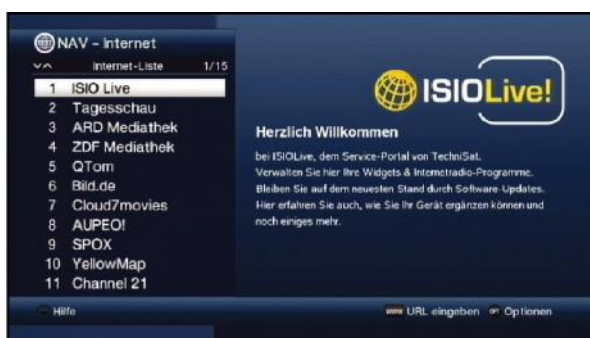 NAV - Internet
Internet-Liste 1/15
1 ISIO Live
2 Tagesschau
3 ARD Mediathek
4 ZDF Mediathek
5 QTom
6 Bild.de
7 Cloud7movies
8 AUPEO!
9 SPOX
10 YellowMap
11 Channel 21
ISIOLive!
Herzlich Willkommen
bei ISIOLive, dem Service-Portal von TechniSat.
Verwalten Sie hier Ihre Widgets & Internetradio-Programme.
Bleiben Sie auf dem neuesten Stand durch Software-Updates.
Hier erfahren Sie auch, wie Sie Ihr Gerät ergänzen können und
noch einiges mehr.
Hilfe
WWW URL eingeben OPT Optionen